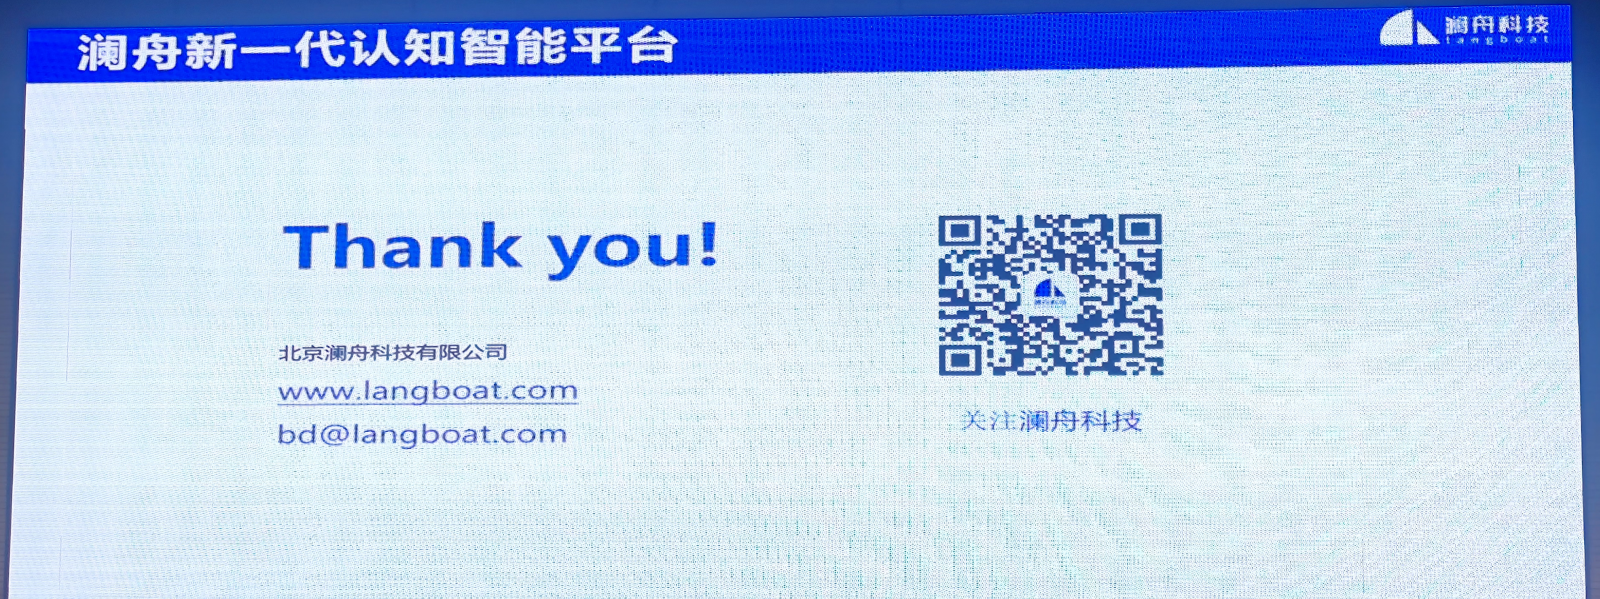 澜舟新一代认知智能平台
澜舟科技
langboat
Thank you!
北京澜舟科技有限公司
www.langboat.com
bd@langboat.com
关注澜舟科技